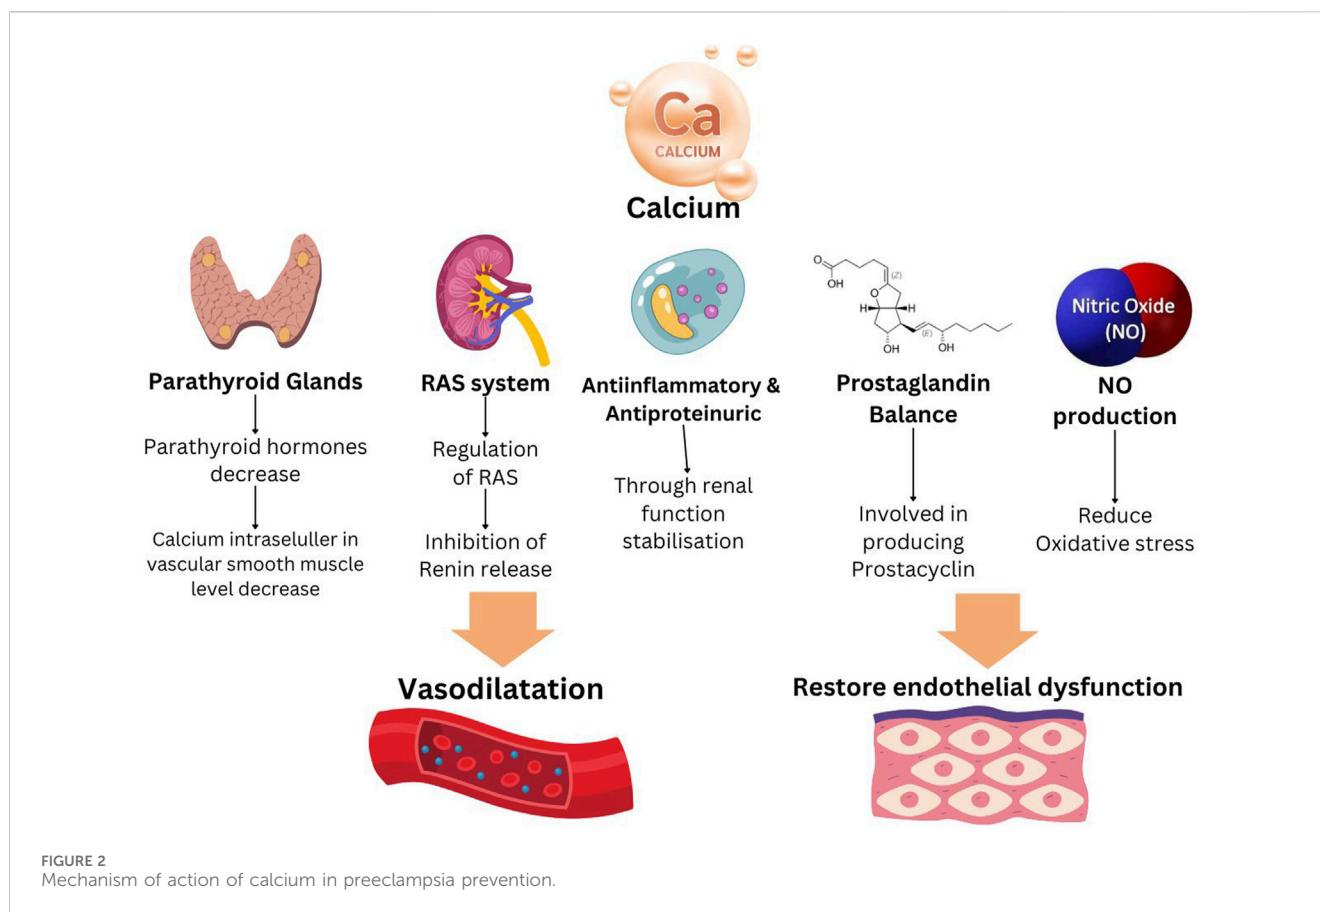 Ca
CALCIUM
Calcium
Parathyroid Glands
Parathyroid hormones
decrease
Calcium intraseluller in
vascular smooth muscle
level decrease
RAS system
Regulation
of RAS
Inhibition of
Renin release
Antiinflammatory &
Antiproteinuric
Through renal
function
stabilisation
O
OH
(Z)
O
H
H
(E)
OH
OH
Prostaglandin
Balance
Involved in
producing
Prostacyclin
Nitric Oxide
(NO)
NO
production
Reduce
Oxidative stress
Vasodilatation
Restore endothelial dysfunction
FIGURE 2
Mechanism of action of calcium in preeclampsia prevention.